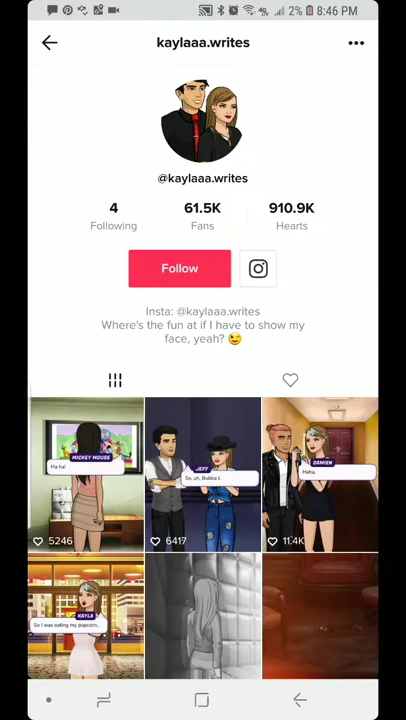 2% 8:46 PM
kaylaaa.writes
@kaylaaa.writes
4 61.5K 910.9K
Following Fans Hearts
Follow
Insta: @kaylaaa.writes
Where's the fun at if I have to show my
face, yeah? 😉
MICKEY MOUSE
Ha ha!
JEFF
So, uh, Bubba J.
DAMIEN
Haha.
5246 6417 11.4K
KAYLA
So I was eating my popcorn..